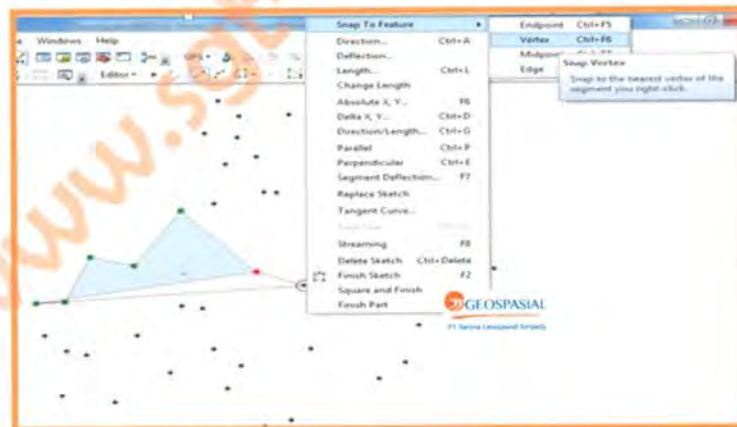 Snap To Feature
Direction... Ctrl+A
Deflection...
Length... Ctrl+L
Change Length
Absolute X, Y... F6
Delta X, Y... Ctrl+D
Direction/Length... Ctrl+G
Parallel Ctrl+P
Perpendicular Ctrl+E
Segment Deflection... F7
Replace Sketch
Tangent Curve...
Streaming F8
Delete Sketch Ctrl+Delete
Finish Sketch F2
Square and Finish
Finish Part
Endpoint Ctrl+F5
Vertex Ctrl+F6
Midpoint
Edge
Snap Vertex
Snap to the nearest vertex of the
segment you right-click.
Windows Help
Editor
GEOSPASIAL
www.sg